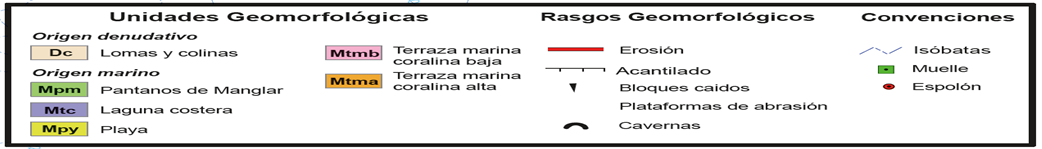 Unidades Geomorfológicas
Origen denudativo
Dc Lomas y colinas
Origen marino
Mpm Pantanos de Manglar
Mtc Laguna costera
Mpy Playa
Mtmb Terraza marina
coralina baja
Mtma Terraza marina
coralina alta
Rasgos Geomorfológicos
Erosión
Acantilado
Bloques caidos
Plataformas de abrasión
Cavernas
Convenciones
Isóbatas
Muelle
Espolón